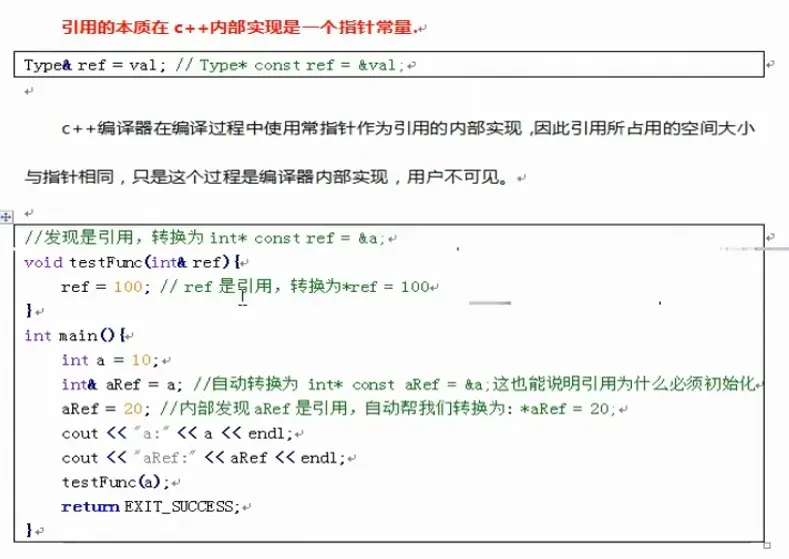 引用的本质在 c++内部实现是一个指针常量.
Type& ref = val; // Type* const ref = &val;
c++编译器在编译过程中使用常指针作为引用的内部实现,因此引用所占用的空间大小
与指针相同，只是这个过程是编译器内部实现，用户不可见。
//发现是引用，转换为 int* const ref = &a;
void testFunc(int& ref){
ref = 100; // ref 是引用，转换为*ref = 100
}
int main(){
int a = 10;
int& aRef = a; //自动转换为 int* const aRef = &a;这也能说明引用为什么必须初始化
aRef = 20; //内部发现 aRef 是引用，自动帮我们转换为: *aRef = 20;
cout << "a:" << a << endl;
cout << "aRef:" << aRef << endl;
testFunc(a);
return EXIT_SUCCESS;
}